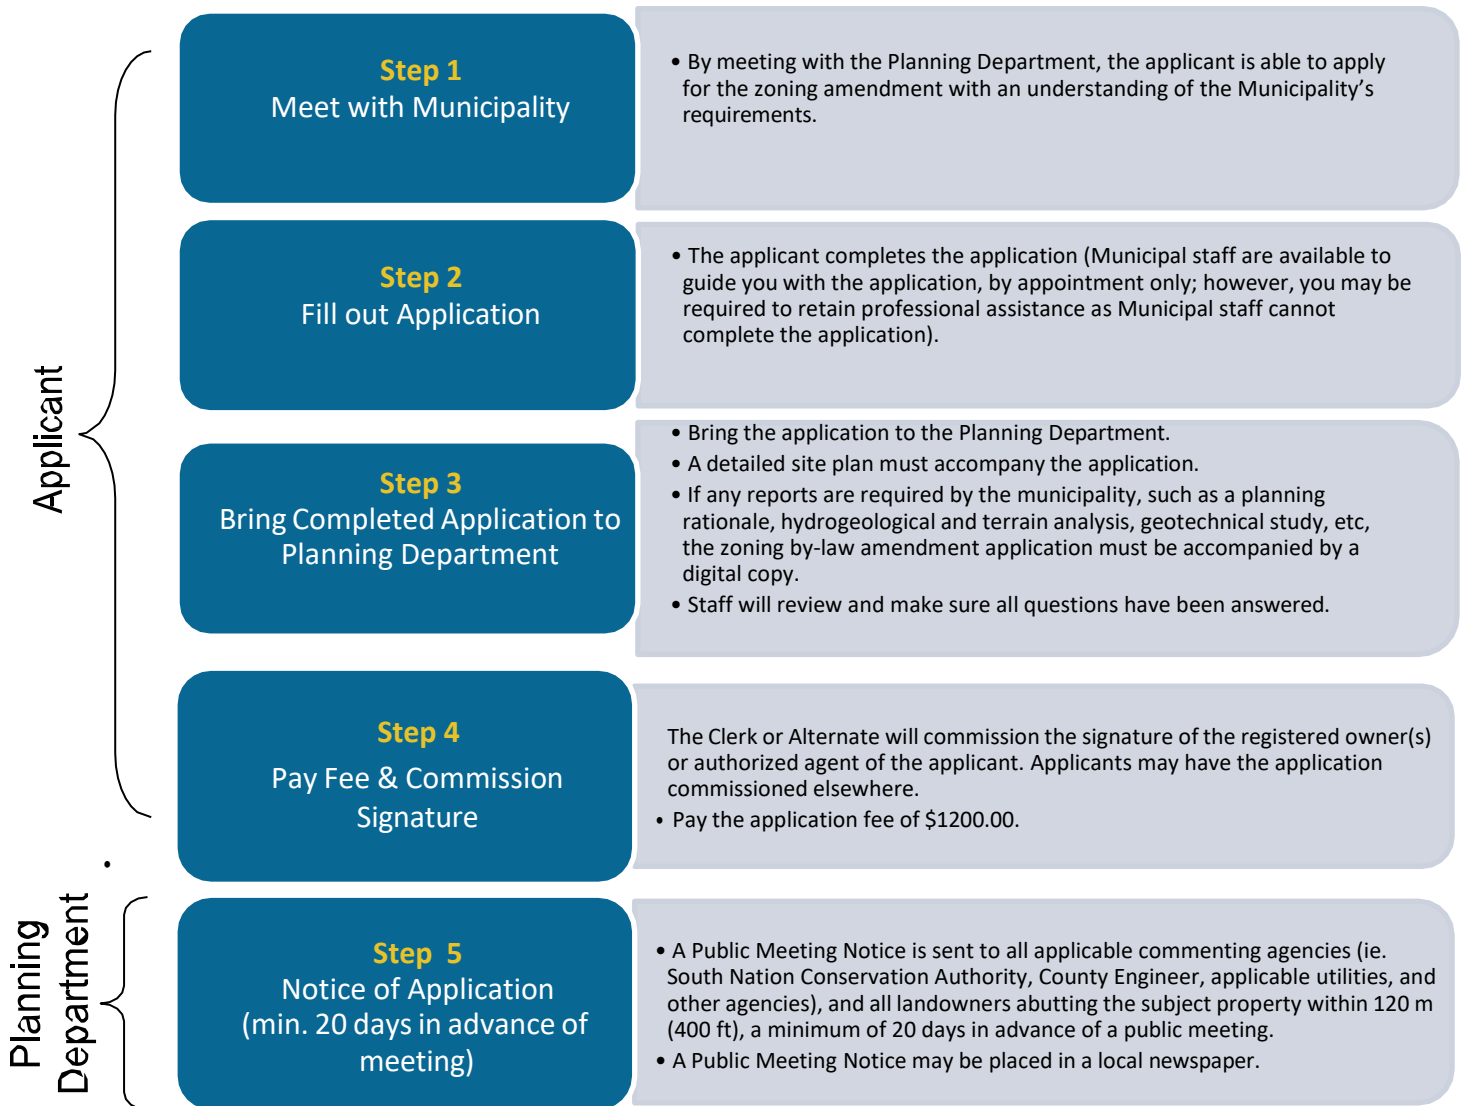 Applicant
Step 1
Meet with Municipality
• By meeting with the Planning Department, the applicant is able to apply
for the zoning amendment with an understanding of the Municipality's
requirements.
Step 2
Fill out Application
• The applicant completes the application (Municipal staff are available to
guide you with the application, by appointment only; however, you may be
required to retain professional assistance as Municipal staff cannot
complete the application).
Step 3
Bring Completed Application to
Planning Department
• Bring the application to the Planning Department.
• A detailed site plan must accompany the application.
• If any reports are required by the municipality, such as a planning
rationale, hydrogeological and terrain analysis, geotechnical study, etc,
the zoning by-law amendment application must be accompanied by a
digital copy.
• Staff will review and make sure all questions have been answered.
Step 4
Pay Fee & Commission
Signature
The Clerk or Alternate will commission the signature of the registered owner(s)
or authorized agent of the applicant. Applicants may have the application
commissioned elsewhere.
• Pay the application fee of $1200.00.
.
Planning
Department
Step 5
Notice of Application
(min. 20 days in advance of
meeting)
• A Public Meeting Notice is sent to all applicable commenting agencies (ie.
South Nation Conservation Authority, County Engineer, applicable utilities, and
other agencies), and all landowners abutting the subject property within 120 m
(400 ft), a minimum of 20 days in advance of a public meeting.
• A Public Meeting Notice may be placed in a local newspaper.